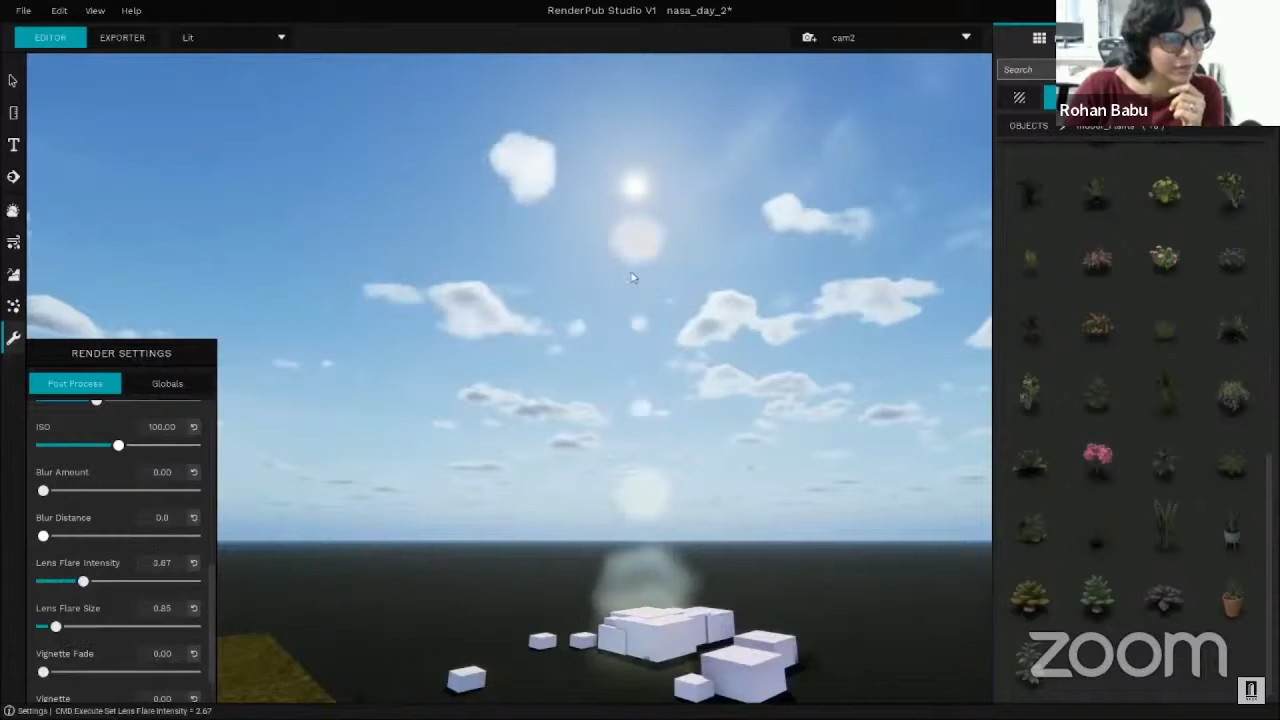 File Edit View Help
RenderPub Studio V1 nasa_day_2*
EDITOR EXPORTER Lit
cam2
Search
Rohan Babu
OBJECTS
RENDER SETTINGS
Post Process Globals
ISO 100.00
Blur Amount 0.00
Blur Distance 0.0
Lens Flare Intensity
Lens Flare Size 0.85
Vignette Fade 0.00
Vignette 0.00
zoom
Settings | CMD Execute Set Lens Flare Intensity = 2.67